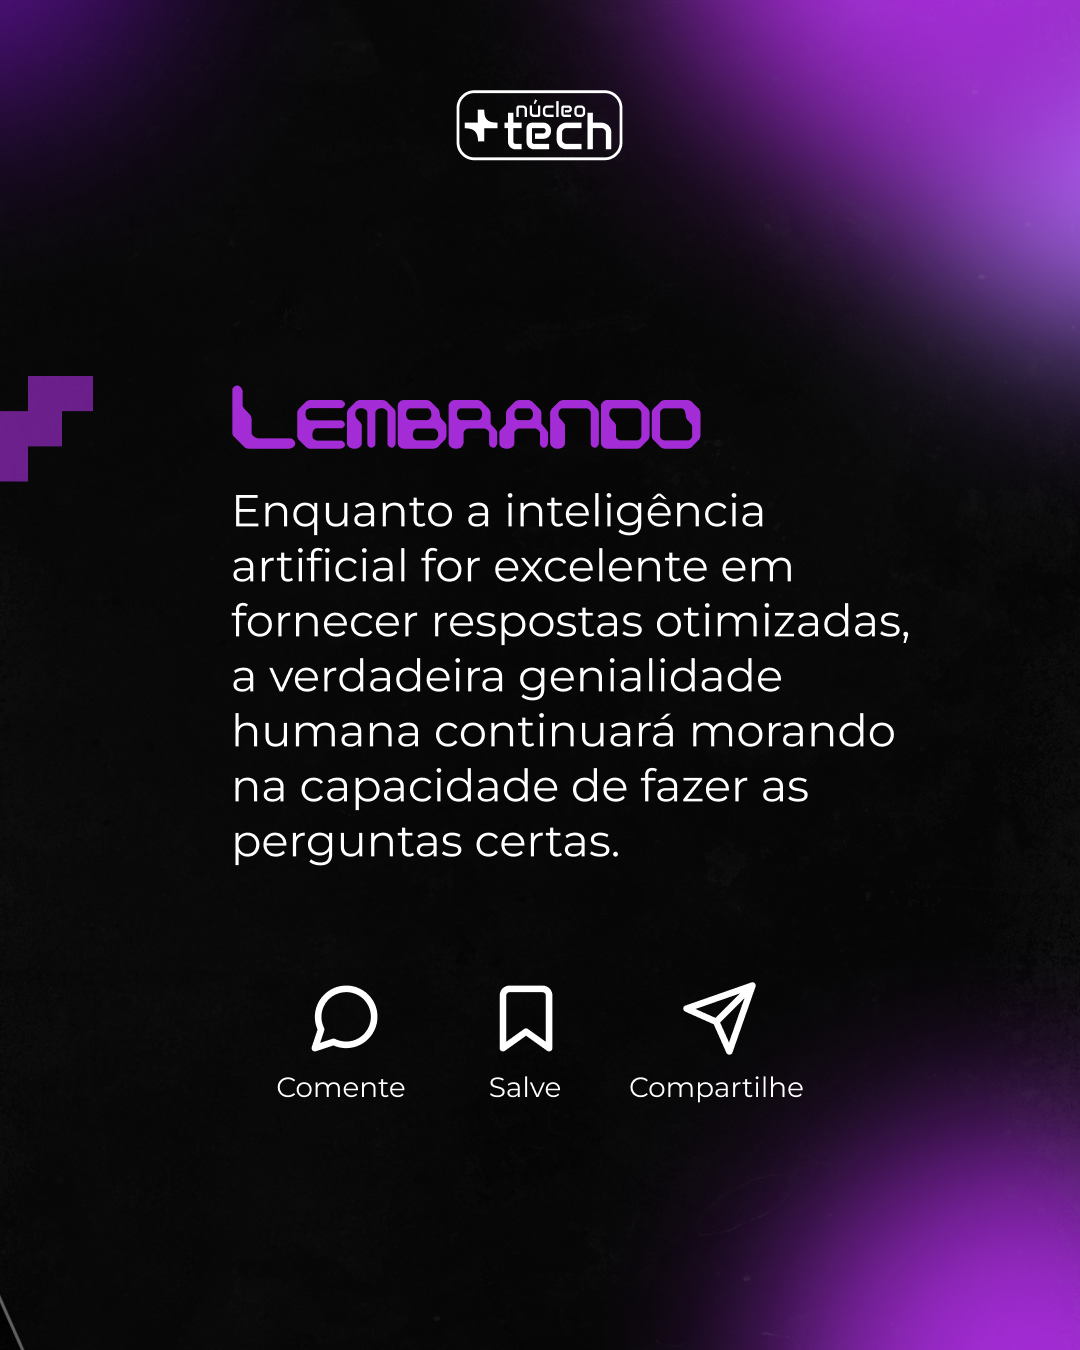 núcleo
tech
Lembrando
Enquanto a inteligência
artificial for excelente em
fornecer respostas otimizadas,
a verdadeira genialidade
humana continuará morando
na capacidade de fazer as
perguntas certas.
Comente Salve Compartilhe